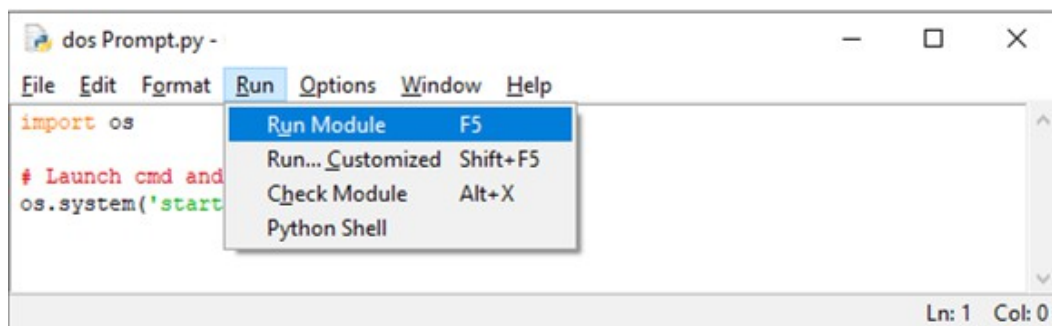 dos Prompt.py -
File Edit Format Run Options Window Help
import os
Run Module F5
Run... Customized Shift+F5
# Launch cmd and
Check Module Alt+X
os.system('start
Python Shell
Ln: 1 Col: 0